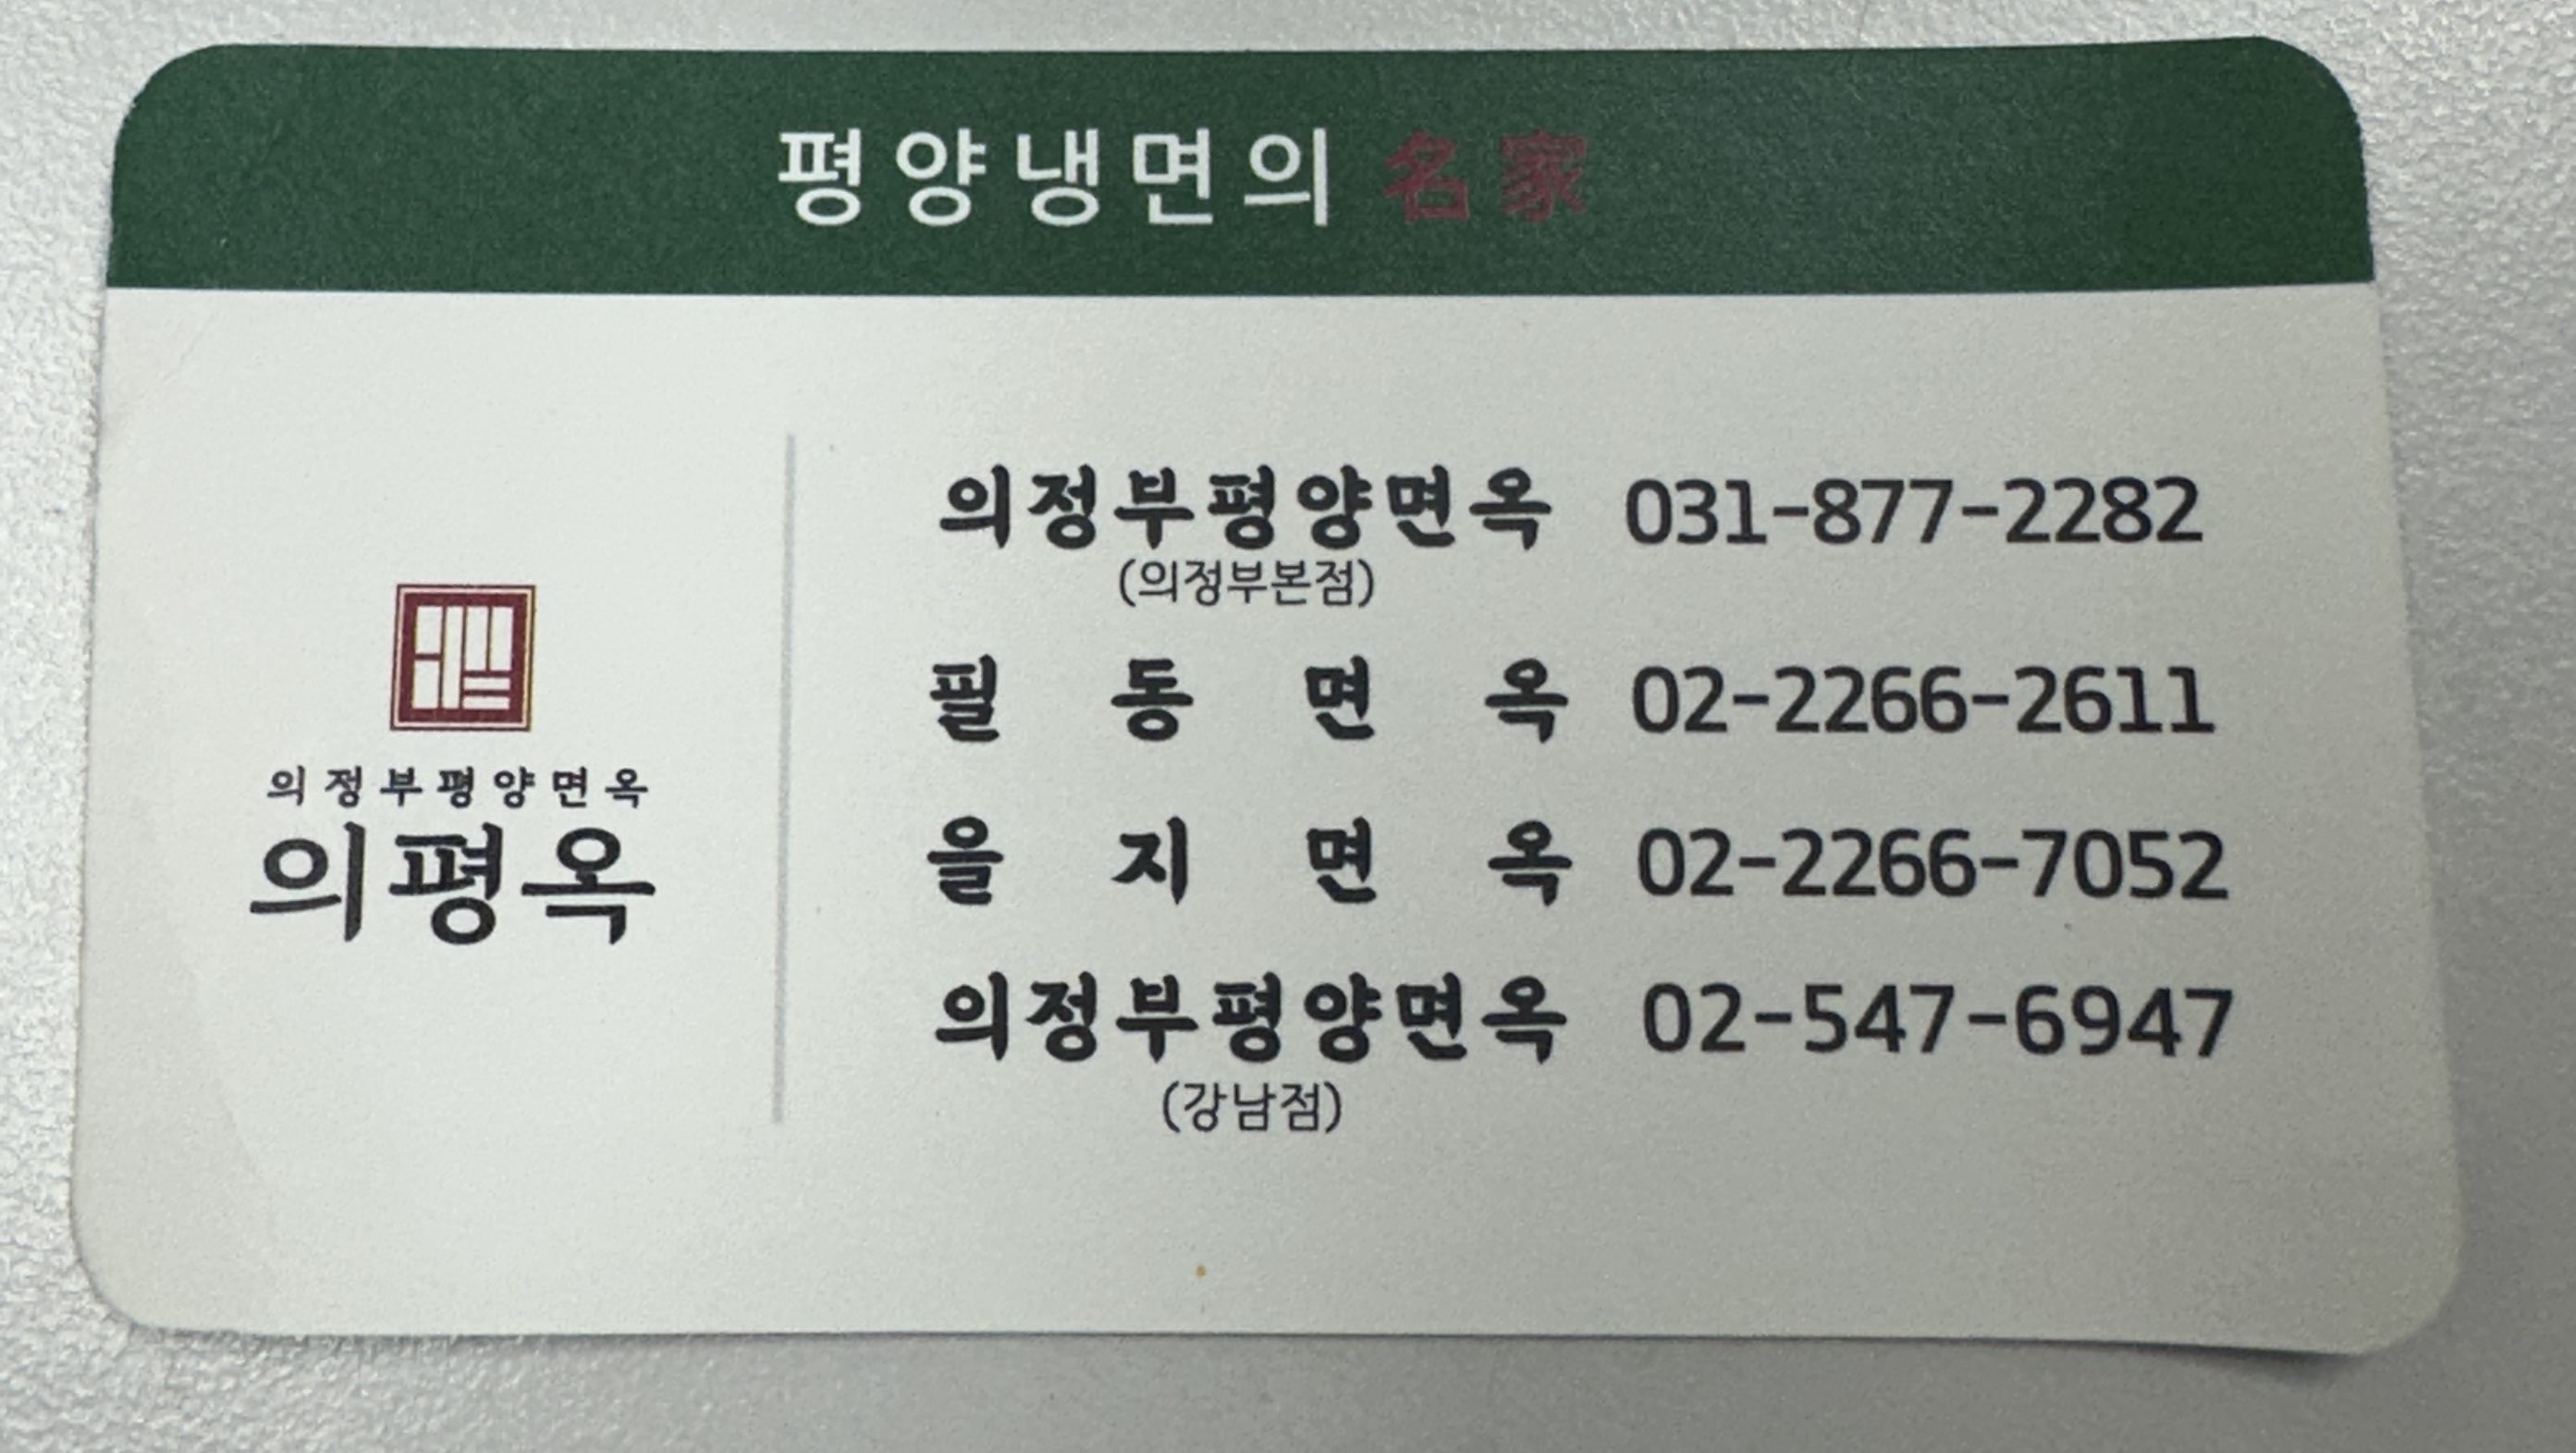 평양냉면의 名家
의정부평양면옥
의평옥
의정부평양면옥 031-877-2282
(의정부본점)
필동면옥 02-2266-2611
을지면옥 02-2266-7052
의정부평양면옥 02-547-6947
(강남점)